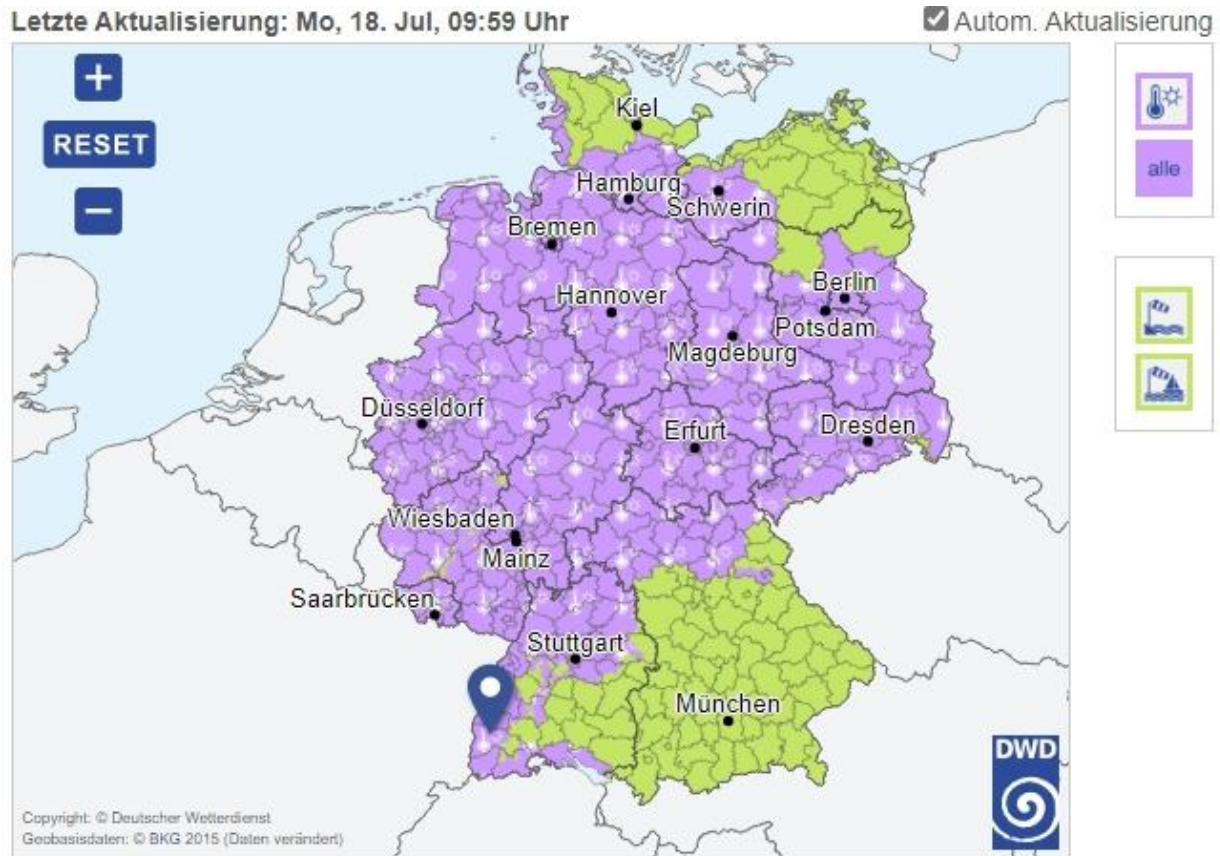 Letzte Aktualisierung: Mo, 18. Jul, 09:59 Uhr
Autom. Aktualisierung
+
RESET
−
alle
Kiel
Hamburg
Schwerin
Bremen
Berlin
Hannover
Potsdam
Magdeburg
Düsseldorf
Erfurt
Dresden
Wiesbaden
Mainz
Saarbrücken
Stuttgart
München
DWD
Copyright: © Deutscher Wetterdienst
Geobasisdaten: © BKG 2015 (Daten verändert)